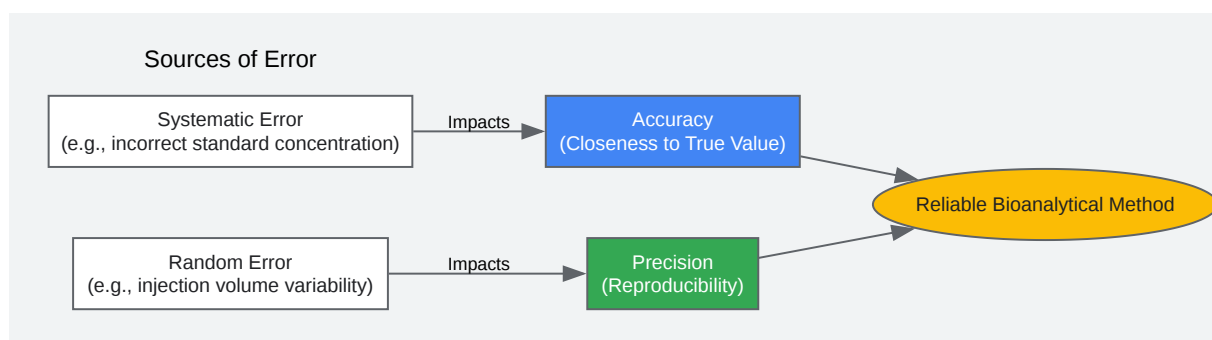 Sources of Error
Systematic Error
(e.g., incorrect standard concentration)
Impacts
Accuracy
(Closeness to True Value)
Reliable Bioanalytical Method
Random Error
(e.g., injection volume variability)
Impacts
Precision
(Reproducibility)